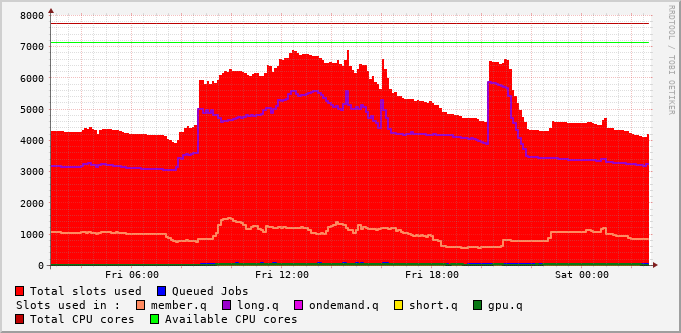 8000
7000
6000
5000
4000
3000
2000
1000
0
Fri 06:00 Fri 12:00 Fri 18:00 Sat 00:00
RRDTOOL / TOBI OETIKER
Total slots used Queued Jobs
Slots used in : member.q long.q ondemand.q short.q gpu.q
Total CPU cores Available CPU cores